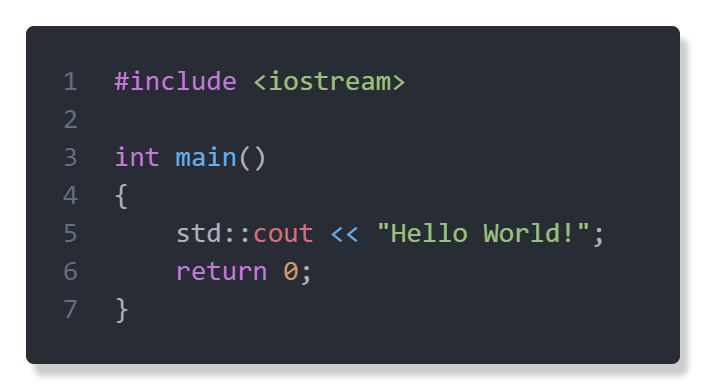 1 #include <iostream>
2
3 int main()
4 {
5     std::cout << "Hello World!";
6     return 0;
7 }